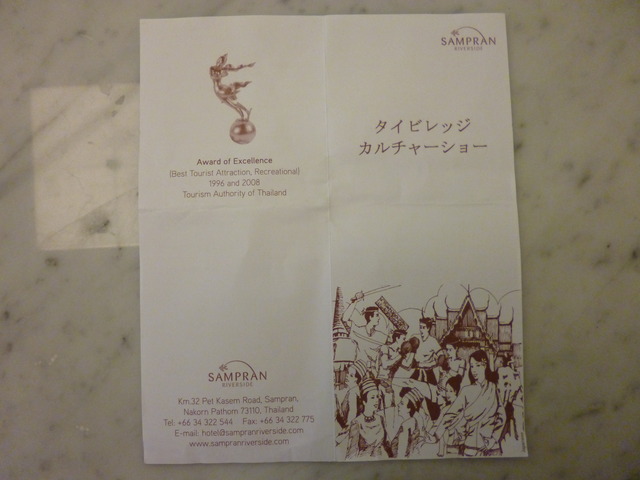 Award of Excellence
(Best Tourist Attraction, Recreational)
1996 and 2008
Tourism Authority of Thailand
SAMPRAN
RIVERSIDE
Km.32 Pet Kasem Road, Sampran,
Nakorn Pathom 73110, Thailand
Tel: +66 34 322 544 Fax: +66 34 322 775
E-mail: hotel@sampranriverside.com
www.sampranriverside.com
SAMPRAN
RIVERSIDE
タイビレッジ
カルチャーショー